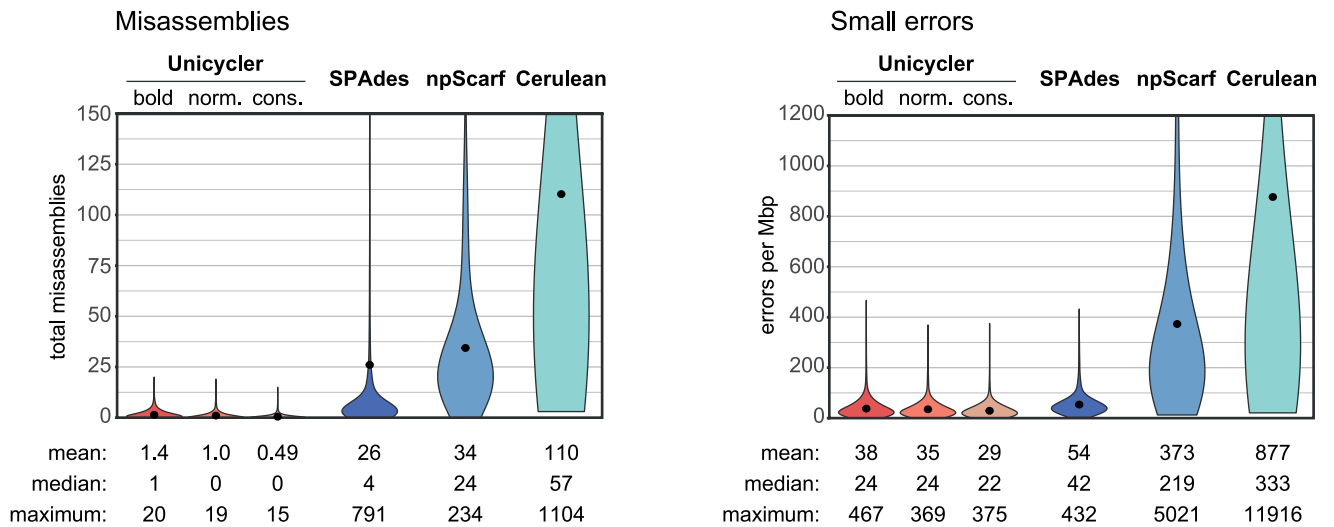 Misassemblies
Unicycler
SPAdes npScarf Cerulean
bold norm. cons.
150
125
100
75
50
25
0
total misassemblies
mean: 1.4 1.0 0.49 26 34 110
median: 1 0 0 4 24 57
maximum: 20 19 15 791 234 1104
Small errors
Unicycler
SPAdes npScarf Cerulean
bold norm. cons.
1200
1000
800
600
400
200
0
errors per Mbp
mean: 38 35 29 54 373 877
median: 24 24 22 42 219 333
maximum: 467 369 375 432 5021 11916